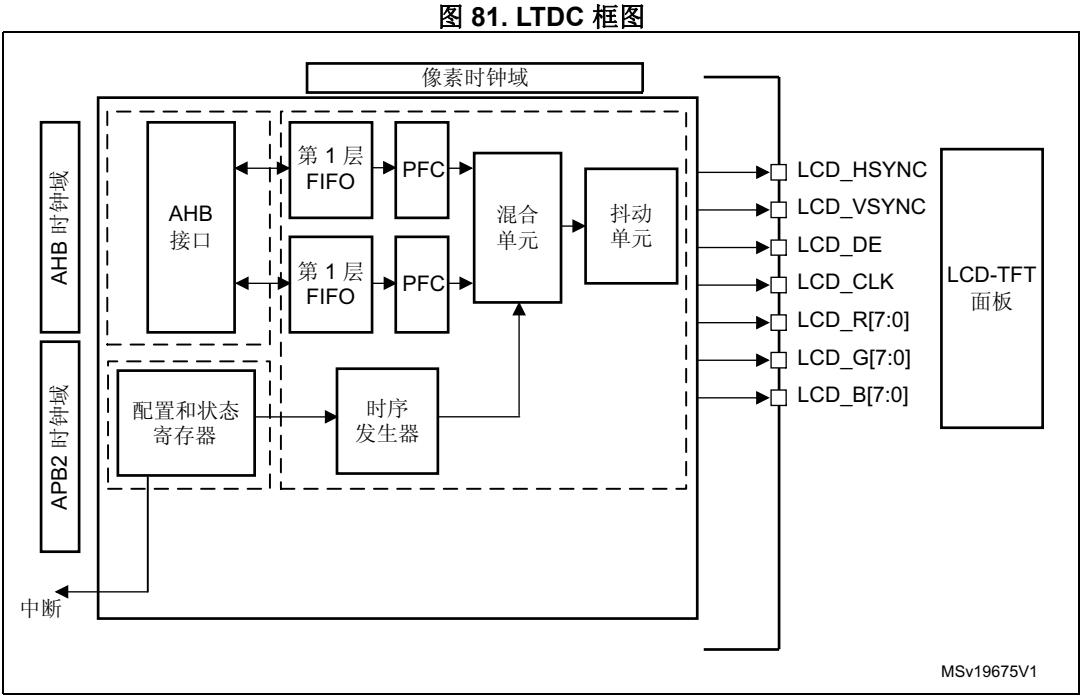 图 81. LTDC 框图
像素时钟域
AHB 时钟域
APB2 时钟域
AHB
接口
第 1 层
FIFO
PFC
第 1 层
FIFO
PFC
混合
单元
抖动
单元
配置和状态
寄存器
时序
发生器
中断
LCD_HSYNC
LCD_VSYNC
LCD_DE
LCD_CLK
LCD_R[7:0]
LCD_G[7:0]
LCD_B[7:0]
LCD-TFT
面板
MSv19675V1